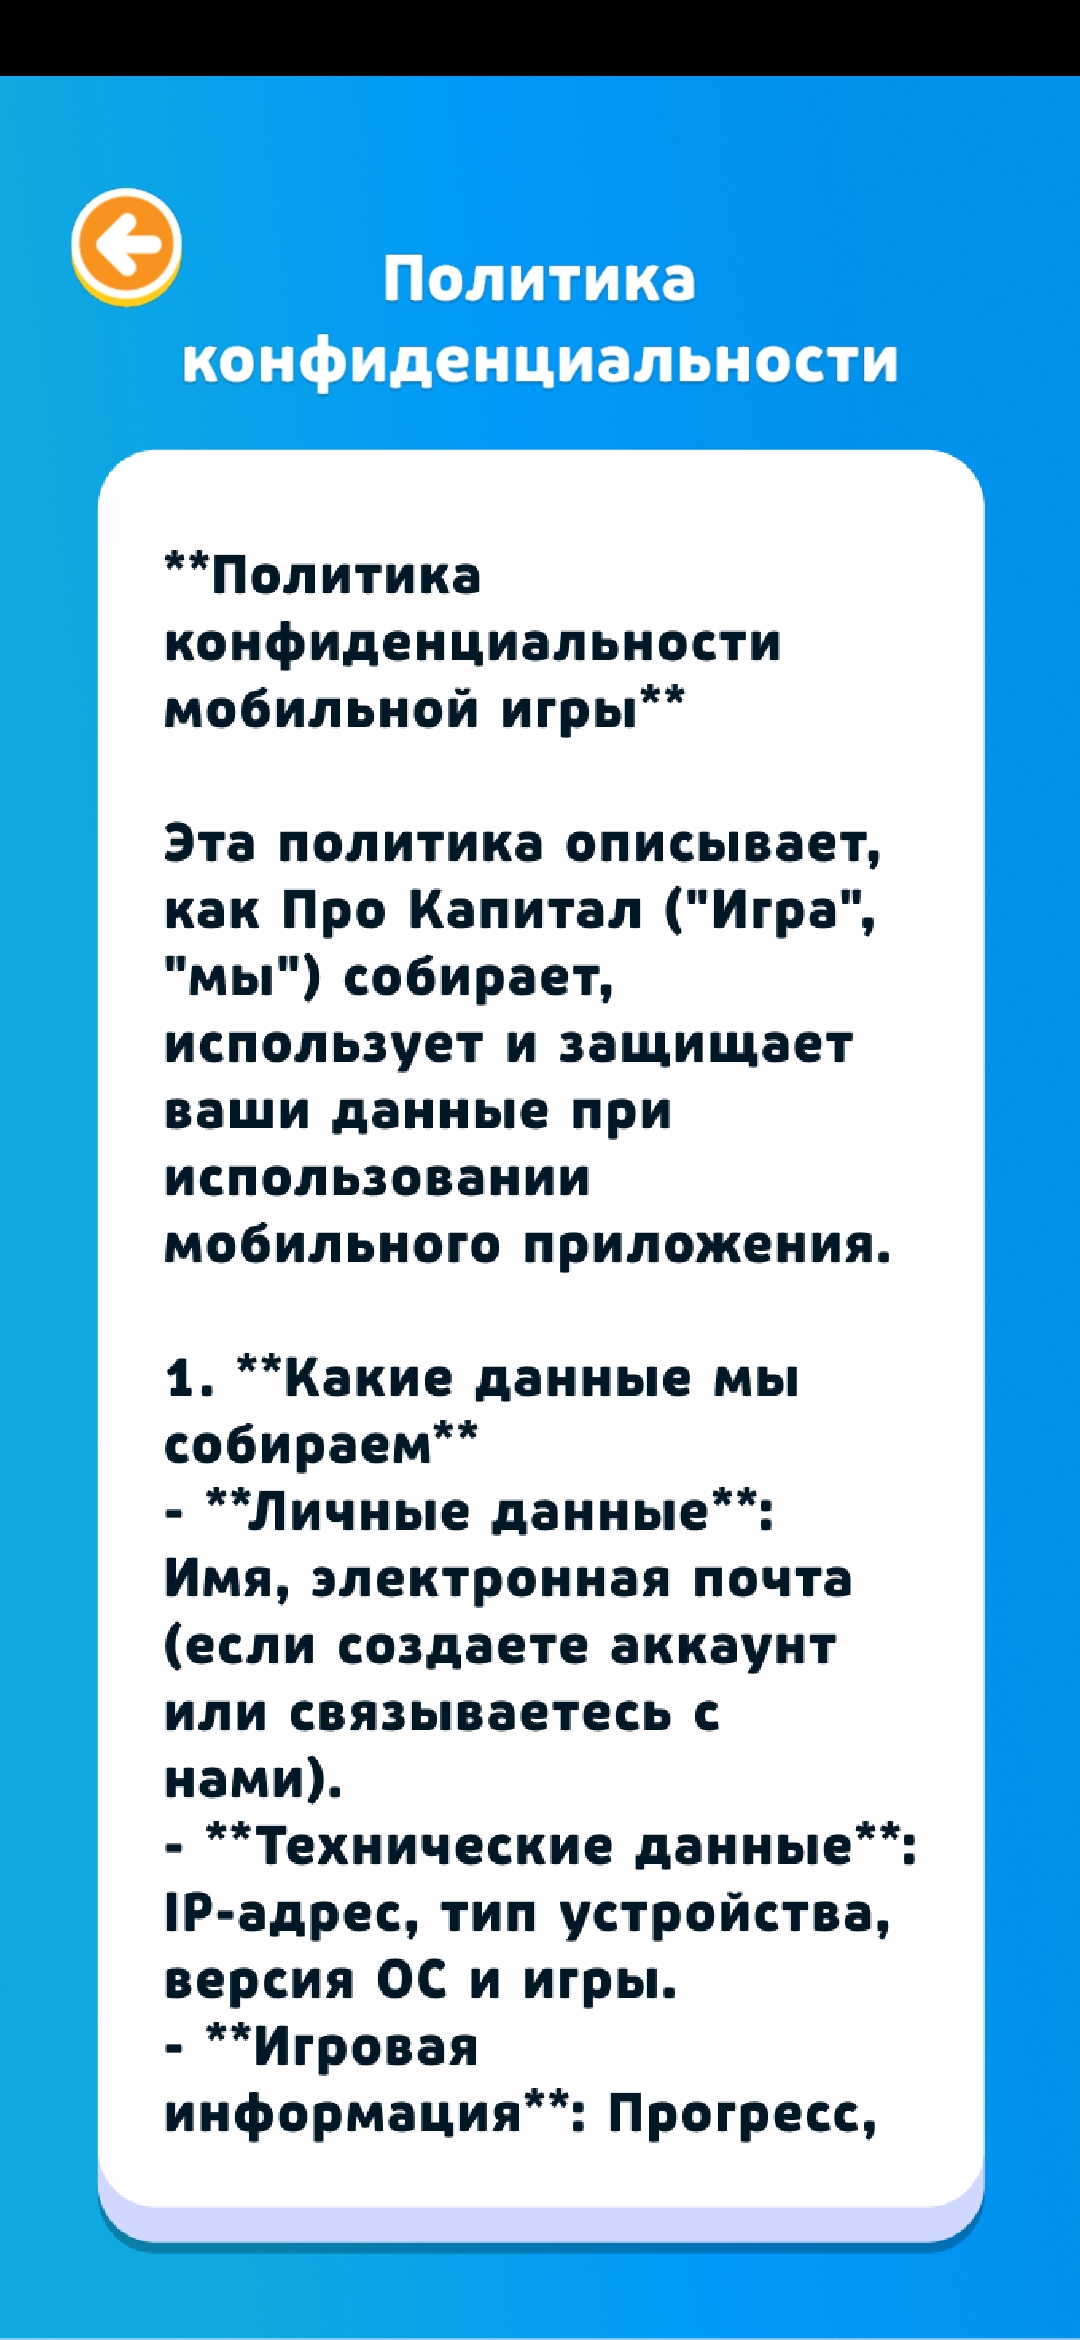 Политика
конфиденциальности
**Политика
конфиденциальности
мобильной игры**
Эта политика описывает,
как Про Капитал ("Игра",
"мы") собирает,
использует и защищает
ваши данные при
использовании
мобильного приложения.
1. **Какие данные мы
собираем**
- **Личные данные**:
Имя, электронная почта
(если создаете аккаунт
или связываетесь с
нами).
- **Технические данные**:
IP-адрес, тип устройства,
версия ОС и игры.
- **Игровая
информация**: Прогресс,